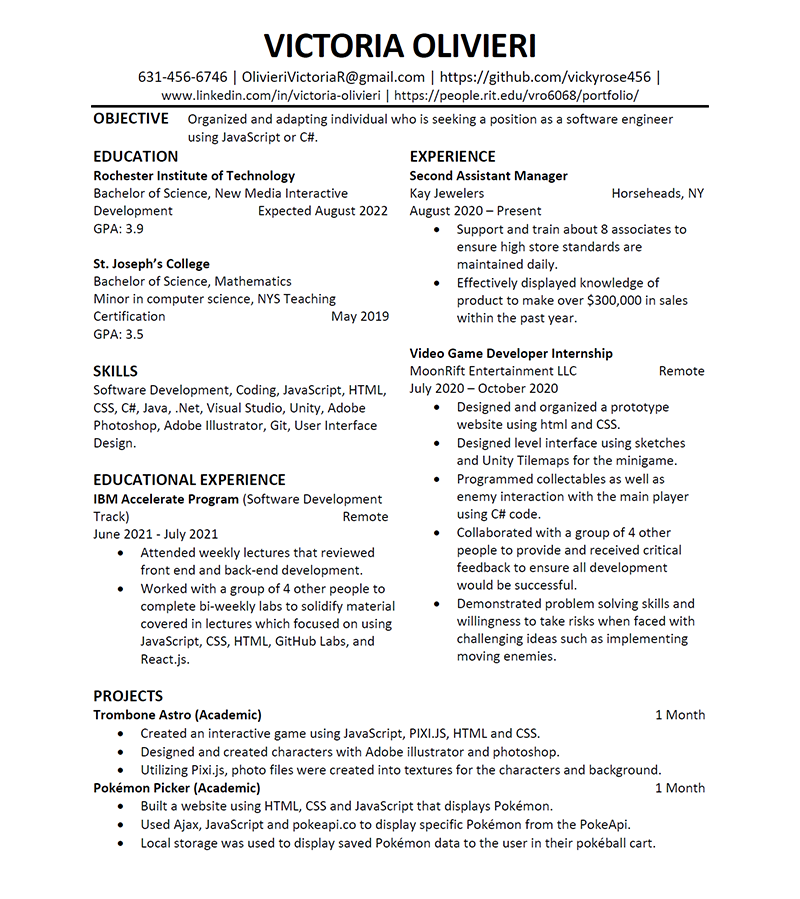 VICTORIA OLIVIERI
631-456-6746 | OlivieriVictoriaR@gmail.com | https://github.com/vickyrose456 |
www.linkedin.com/in/victoria-olivieri | https://people.rit.edu/vro6068/portfolio/
OBJECTIVE Organized and adapting individual who is seeking a position as a software engineer
using JavaScript or C#.
EDUCATION
Rochester Institute of Technology
Bachelor of Science, New Media Interactive
Development Expected August 2022
GPA: 3.9
St. Joseph's College
Bachelor of Science, Mathematics
Minor in computer science, NYS Teaching
Certification May 2019
GPA: 3.5
SKILLS
Software Development, Coding, JavaScript, HTML,
CSS, C#, Java, .Net, Visual Studio, Unity, Adobe
Photoshop, Adobe Illustrator, Git, User Interface
Design.
EDUCATIONAL EXPERIENCE
IBM Accelerate Program (Software Development
Track) Remote
June 2021 - July 2021
• Attended weekly lectures that reviewed
front end and back-end development.
• Worked with a group of 4 other people to
complete bi-weekly labs to solidify material
covered in lectures which focused on using
JavaScript, CSS, HTML, GitHub Labs, and
React.js.
EXPERIENCE
Second Assistant Manager
Kay Jewelers Horseheads, NY
August 2020 – Present
• Support and train about 8 associates to
ensure high store standards are
maintained daily.
• Effectively displayed knowledge of
product to make over $300,000 in sales
within the past year.
Video Game Developer Internship
MoonRift Entertainment LLC Remote
July 2020 – October 2020
• Designed and organized a prototype
website using html and CSS.
• Designed level interface using sketches
and Unity Tilemaps for the minigame.
• Programmed collectables as well as
enemy interaction with the main player
using C# code.
• Collaborated with a group of 4 other
people to provide and received critical
feedback to ensure all development
would be successful.
• Demonstrated problem solving skills and
willingness to take risks when faced with
challenging ideas such as implementing
moving enemies.
PROJECTS
Trombone Astro (Academic) 1 Month
• Created an interactive game using JavaScript, PIXI.JS, HTML and CSS.
• Designed and created characters with Adobe illustrator and photoshop.
• Utilizing Pixi.js, photo files were created into textures for the characters and background.
Pokémon Picker (Academic) 1 Month
• Built a website using HTML, CSS and JavaScript that displays Pokémon.
• Used Ajax, JavaScript and pokeapi.co to display specific Pokémon from the PokeApi.
• Local storage was used to display saved Pokémon data to the user in their pokéball cart.